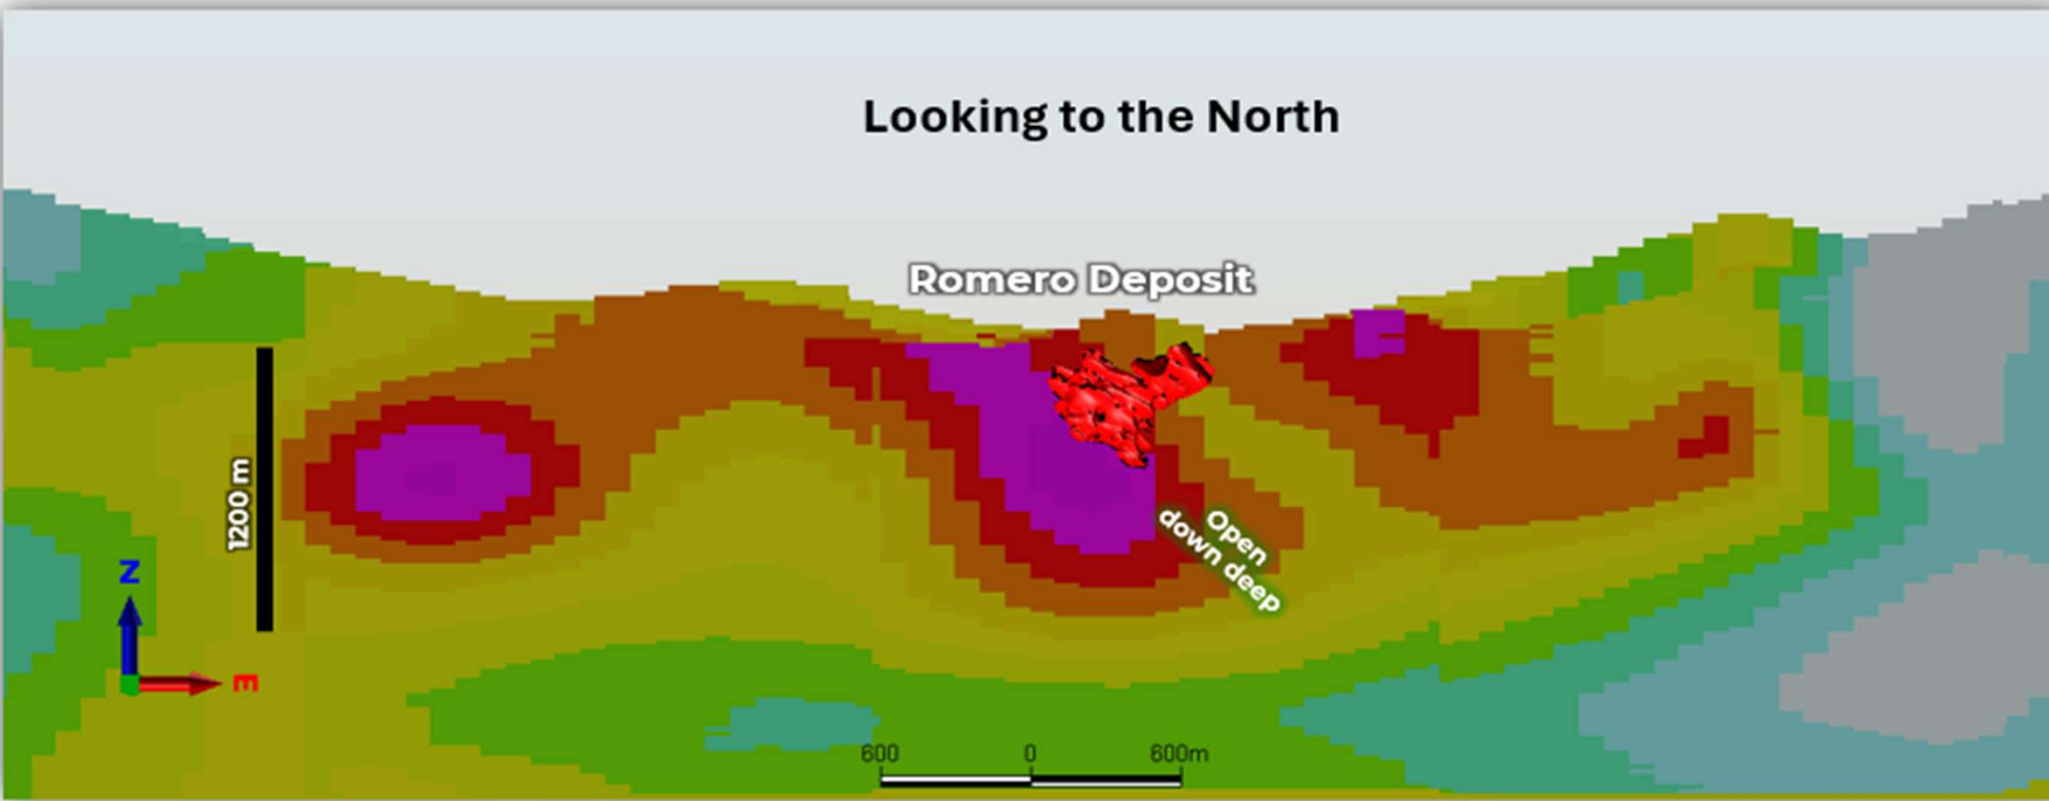 Looking to the North
Romero Deposit
1200 m
Open
down deep
Z
E
600 0 600m